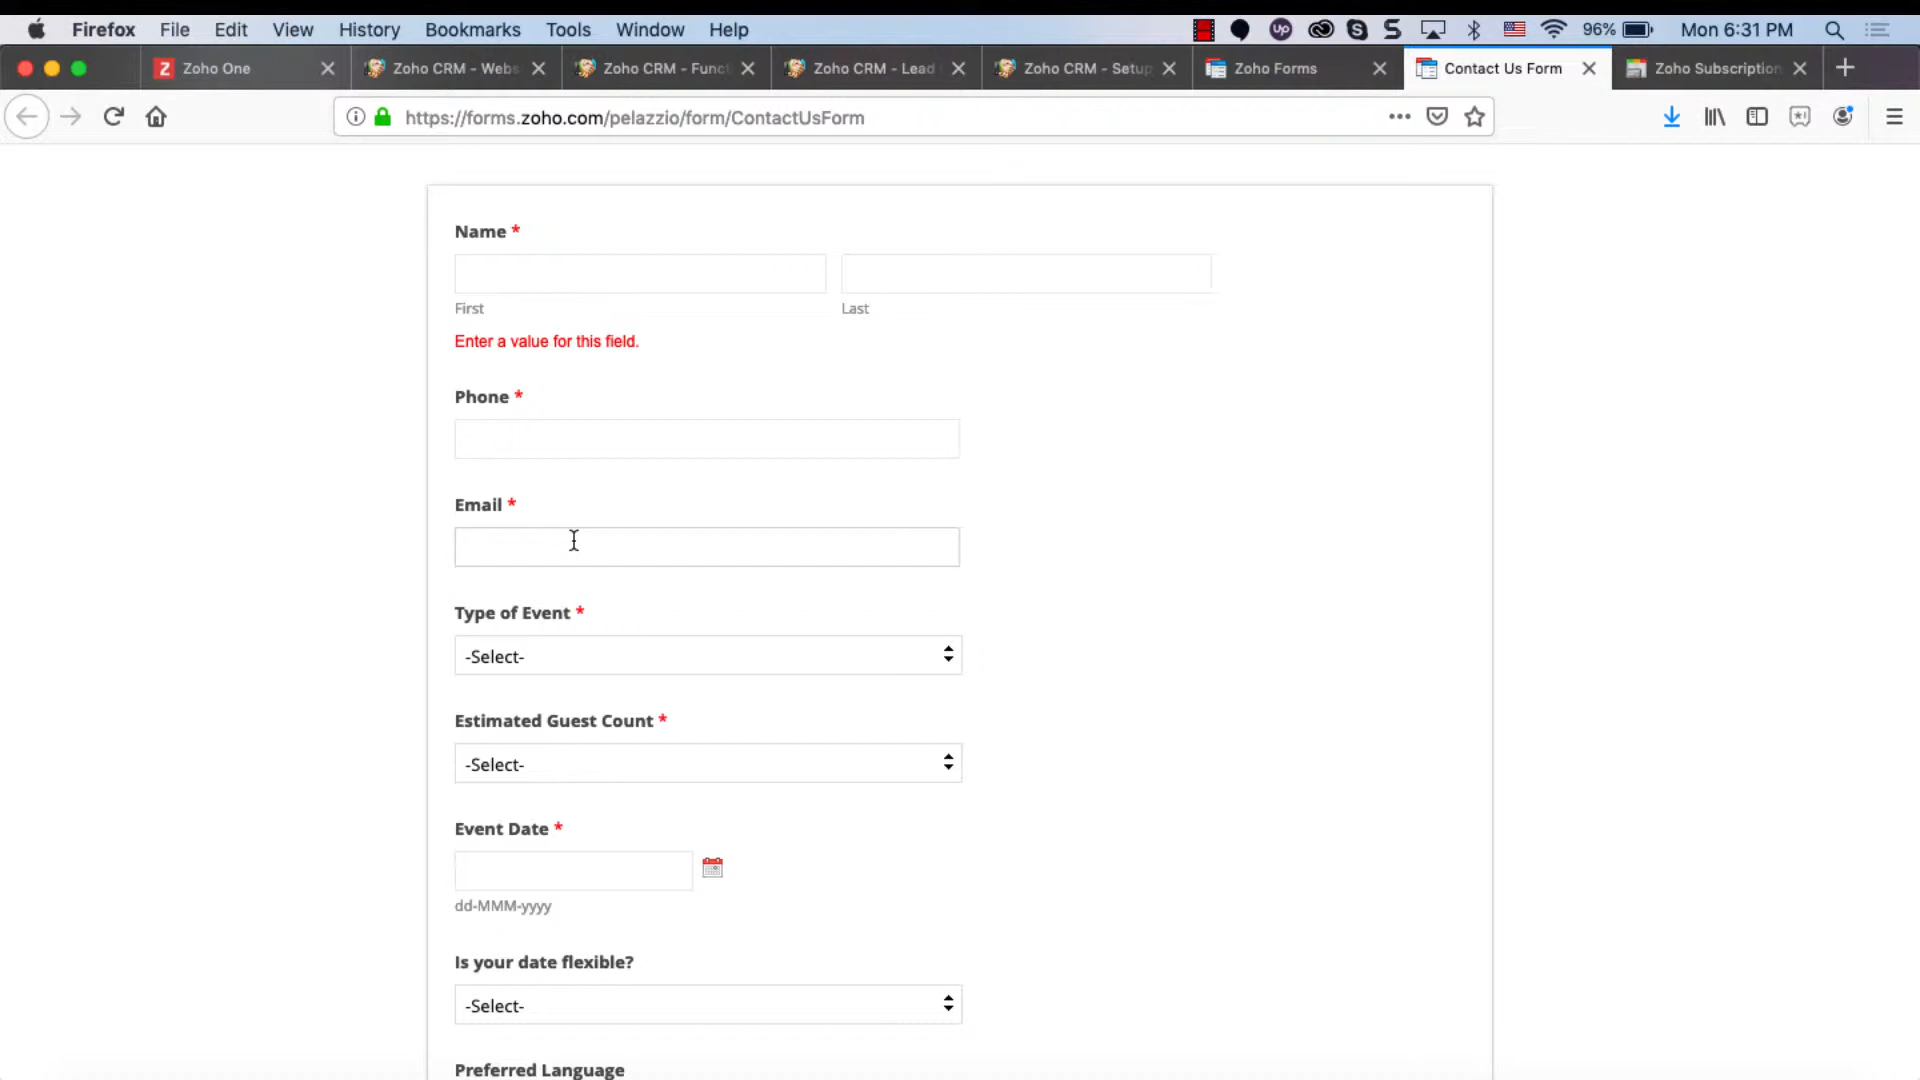 Firefox File Edit View History Bookmarks Tools Window Help UP S 96% Mon 6:31 PM
Z Zoho One Zoho CRM - Webs Zoho CRM - Func Zoho CRM - Lead Zoho CRM - Setup Zoho Forms Contact Us Form Zoho Subscription
https://forms.zoho.com/pelazzio/form/ContactUsForm
Name *
First Last
Enter a value for this field.
Phone *
Email *
Type of Event *
-Select-
Estimated Guest Count *
-Select-
Event Date *
dd-MMM-yyyy
Is your date flexible?
-Select-
Preferred Language